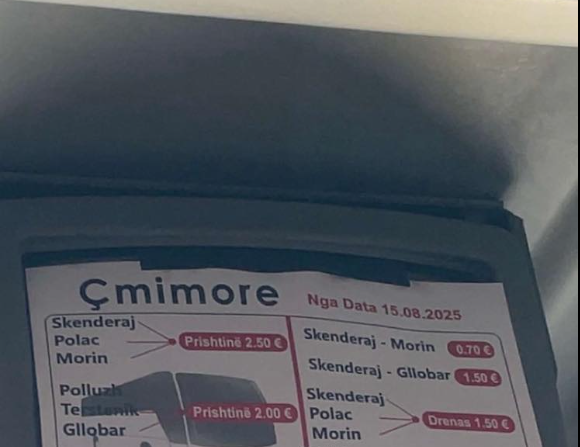 Çmimore
Nga Data 15.08.2025
Skenderaj
Polac
Morin
Prishtinë 2.50 €
Polluzh
Terstenik
Gllobar
Prishtinë 2.00 €
Skenderaj - Morin 0.70 €
Skenderaj - Gllobar 1.50 €
Skenderaj
Polac
Morin
Drenas 1.50 €